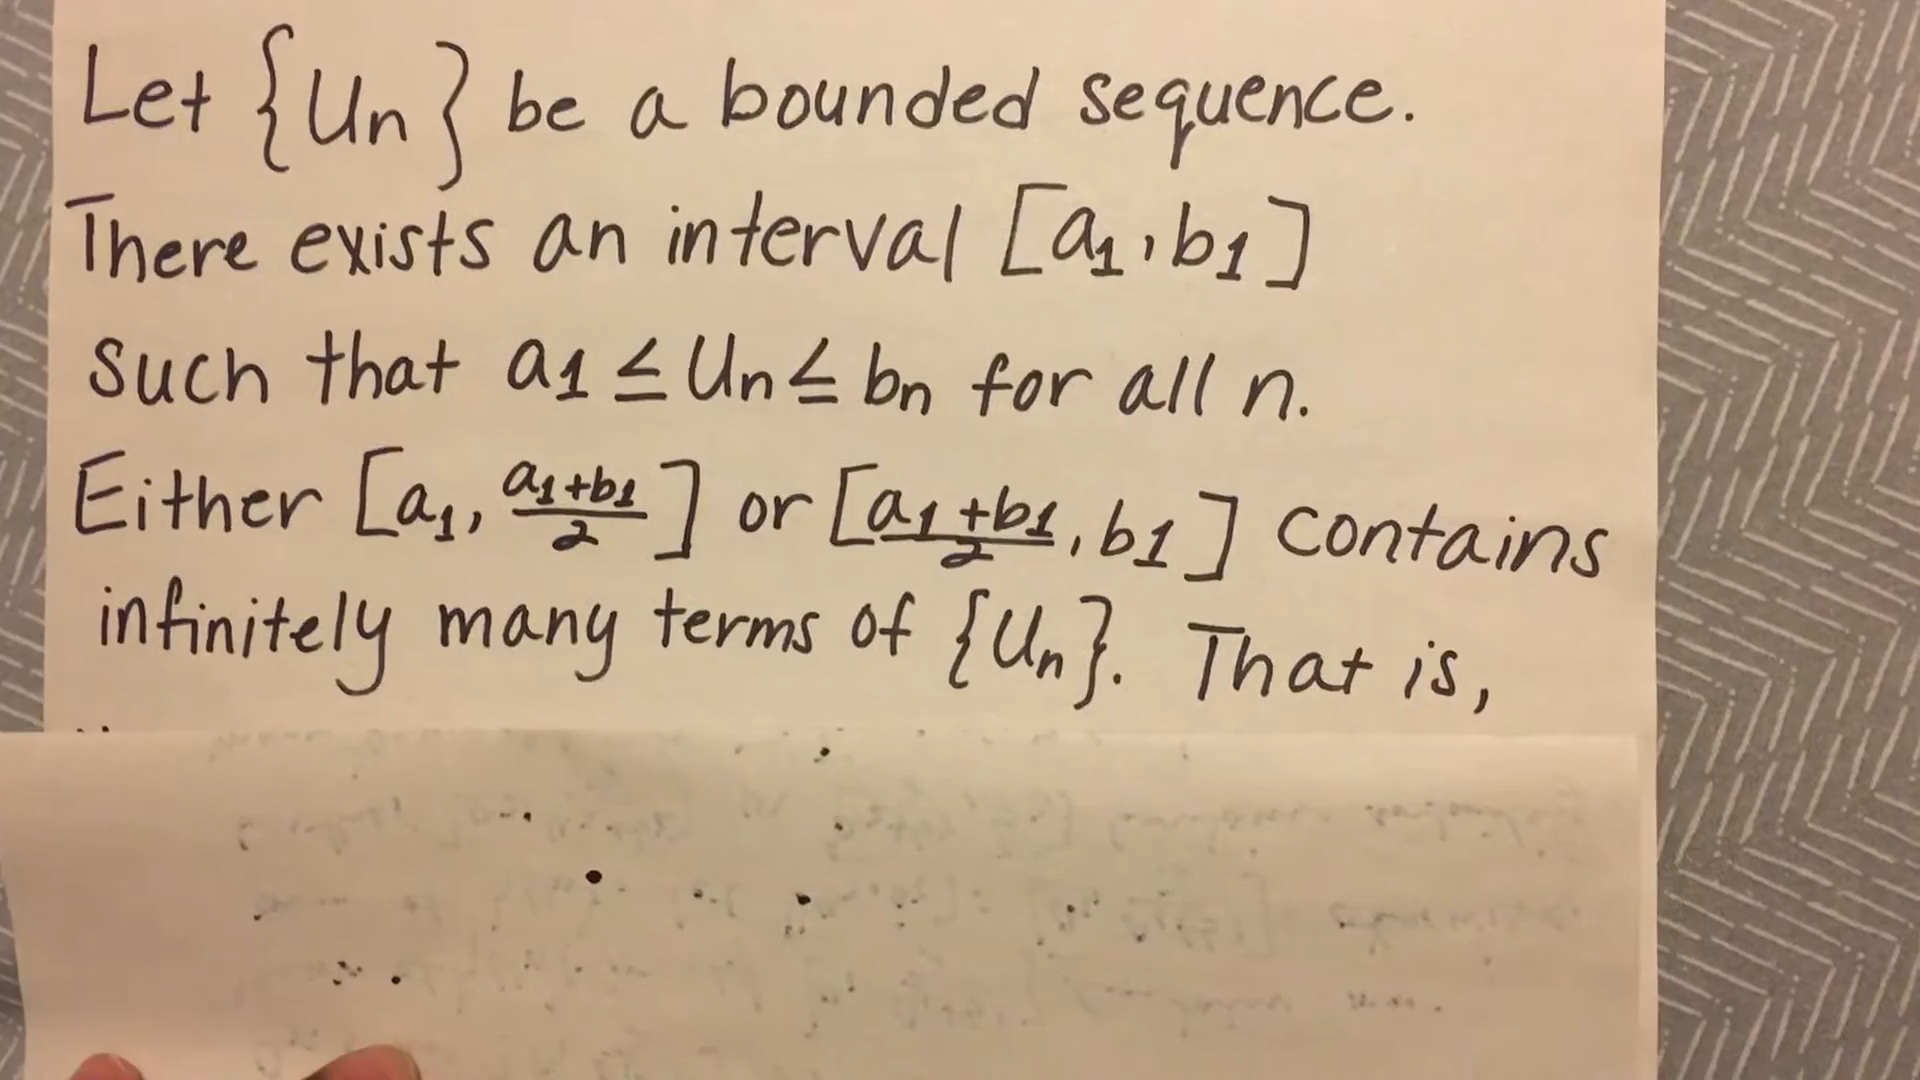 Let {Un} be a bounded sequence.
There exists an interval [a1, b1]
such that a1 ≤ Un ≤ bn for all n.
Either [a1, a1+b1/2] or [a1+b1/2, b1] contains
infinitely many terms of {Un}. That is,